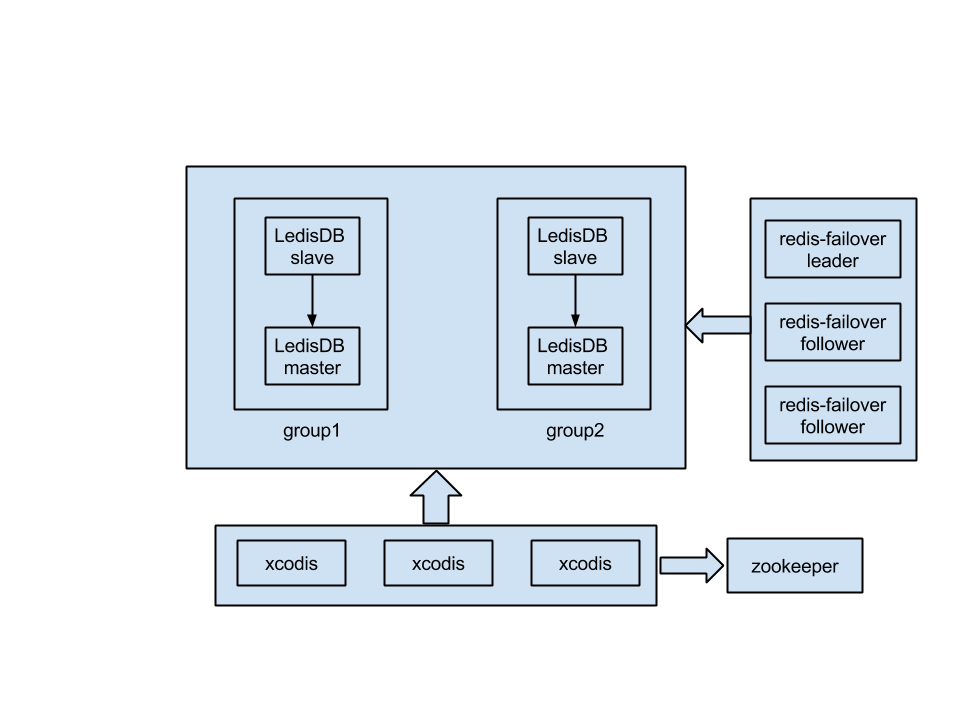 LedisDB
slave
LedisDB
master
group1
LedisDB
slave
LedisDB
master
group2
redis-failover
leader
redis-failover
follower
redis-failover
follower
xcodis
xcodis
xcodis
zookeeper